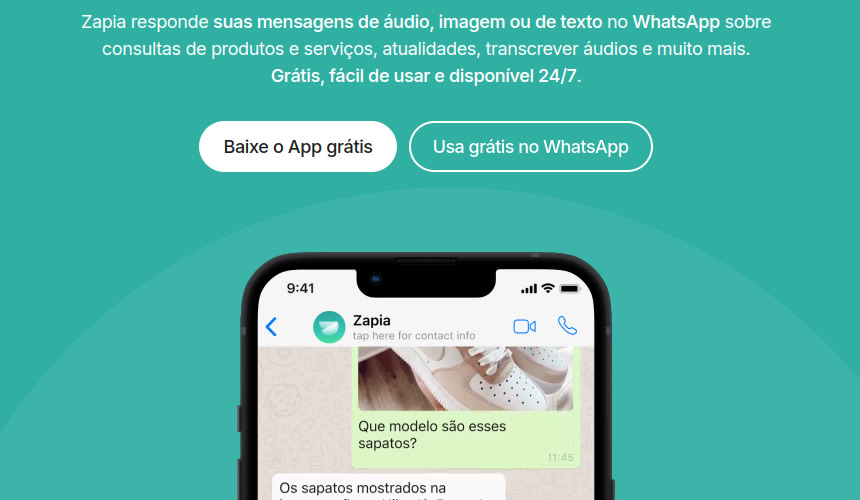 Zapia responde suas mensagens de áudio, imagem ou de texto no WhatsApp sobre
consultas de produtos e serviços, atualidades, transcrever áudios e muito mais.
Grátis, fácil de usar e disponível 24/7.
Baixe o App grátis
Usa grátis no WhatsApp
9:41
Zapia
tap here for contact info
Que modelo são esses
sapatos?
11:45
Os sapatos mostrados na